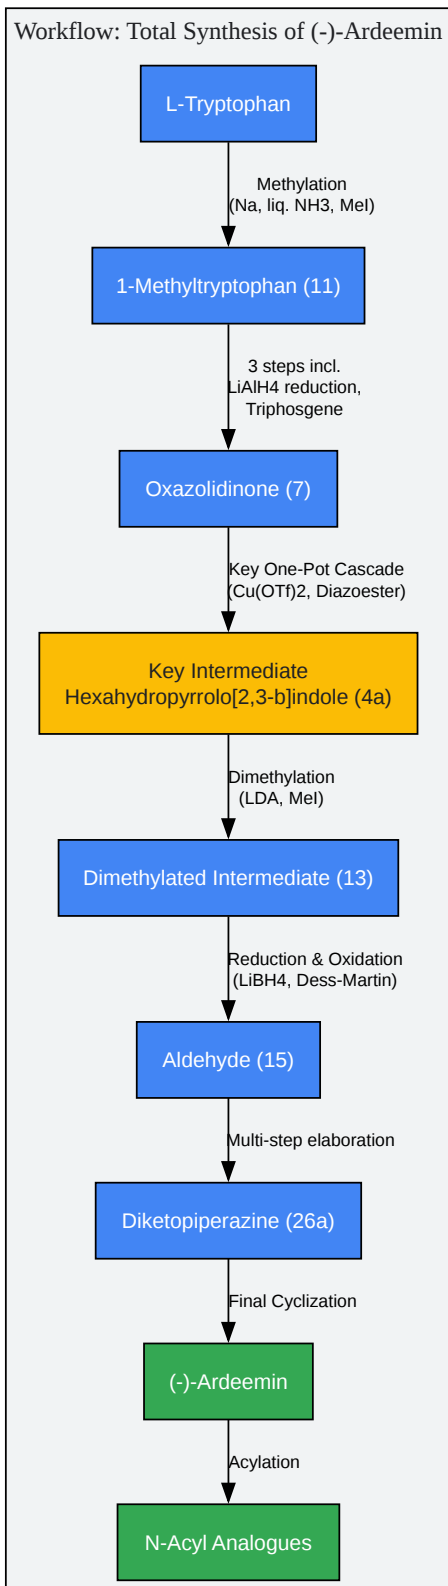 Workflow: Total Synthesis of (-)-Ardeemin
L-Tryptophan
Methylation
(Na, liq. NH3, MeI)
1-Methyltryptophan (11)
3 steps incl.
LiAlH4 reduction,
Triphosgene
Oxazolidinone (7)
Key One-Pot Cascade
(Cu(OTf)2, Diazoester)
Key Intermediate
Hexahydropyrrolo[2,3-b]indole (4a)
Dimethylation
(LDA, MeI)
Dimethylated Intermediate (13)
Reduction & Oxidation
(LiBH4, Dess-Martin)
Aldehyde (15)
Multi-step elaboration
Diketopiperazine (26a)
Final Cyclization
(-)-Ardeemin
Acylation
N-Acyl Analogues